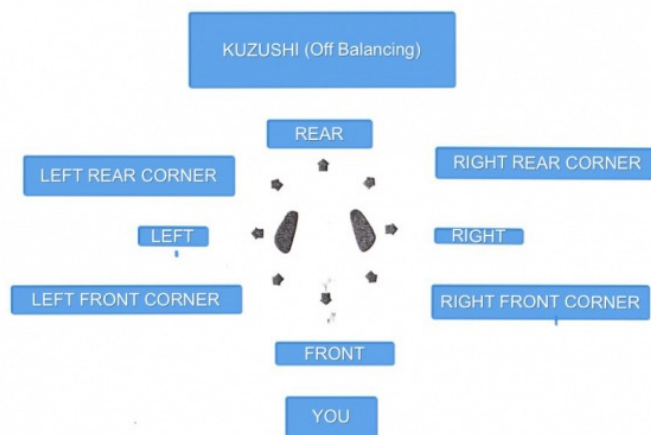 KUZUSHI (Off Balancing)
REAR
LEFT REAR CORNER
RIGHT REAR CORNER
LEFT
RIGHT
LEFT FRONT CORNER
RIGHT FRONT CORNER
FRONT
YOU